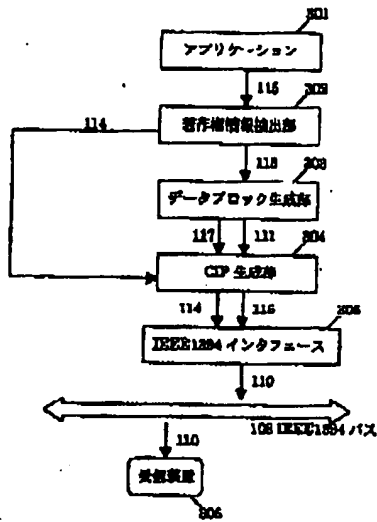 301
アプリケーション
115
302
114
著作権情報抽出部
118
303
データブロック生成部
117
111
304
CIP 生成部
114
116
305
IEEE1394 インタフェース
110
108 IEEE1394 バス
110
受信装置
306